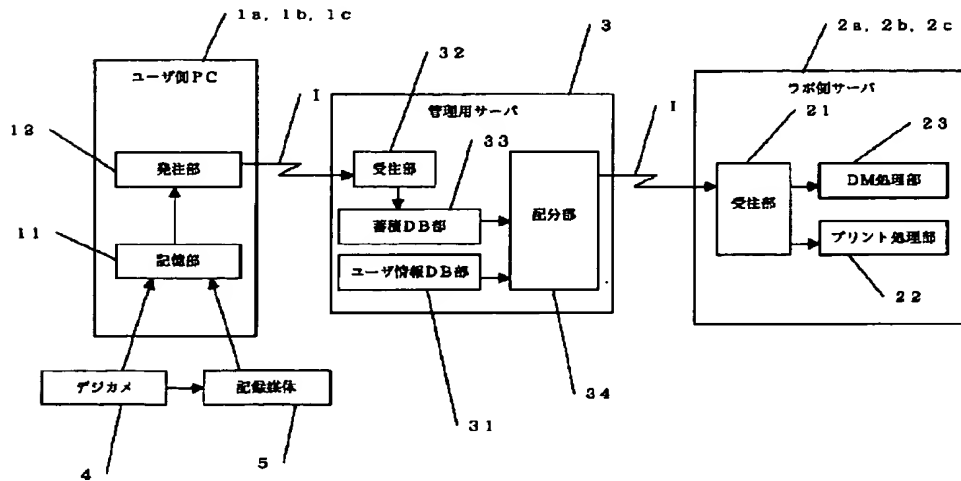 1a, 1b, 1c
ユーザ側PC
12
発注部
11
記憶部
デジカメ
記録媒体
4
5
I
3
管理用サーバ
32
受注部
33
蓄積DB部
ユーザ情報DB部
配分部
31
34
I
2a, 2b, 2c
ラボ側サーバ
21
受注部
23
DM処理部
プリント処理部
22